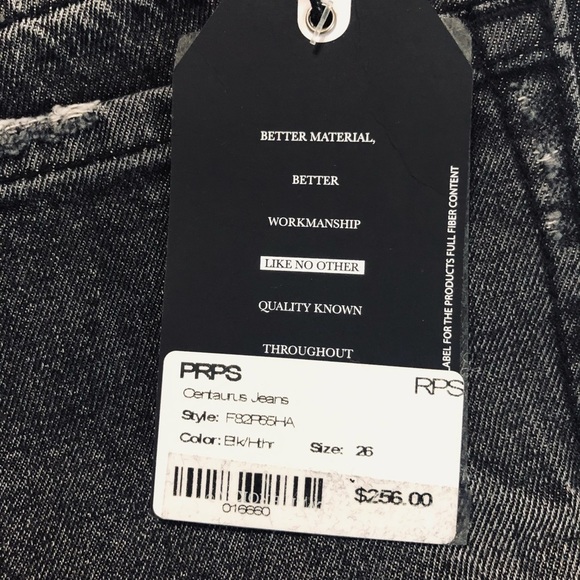 BETTER MATERIAL,
BETTER
WORKMANSHIP
LIKE NO OTHER
QUALITY KNOWN
THROUGHOUT
LABEL FOR THE PRODUCTS FULL FIBER CONTENT
PRPS
RPS
Centaurus Jeans
Style: F82P65HA
Color: Blk/Hthr
Size: 26
$256.00
016660